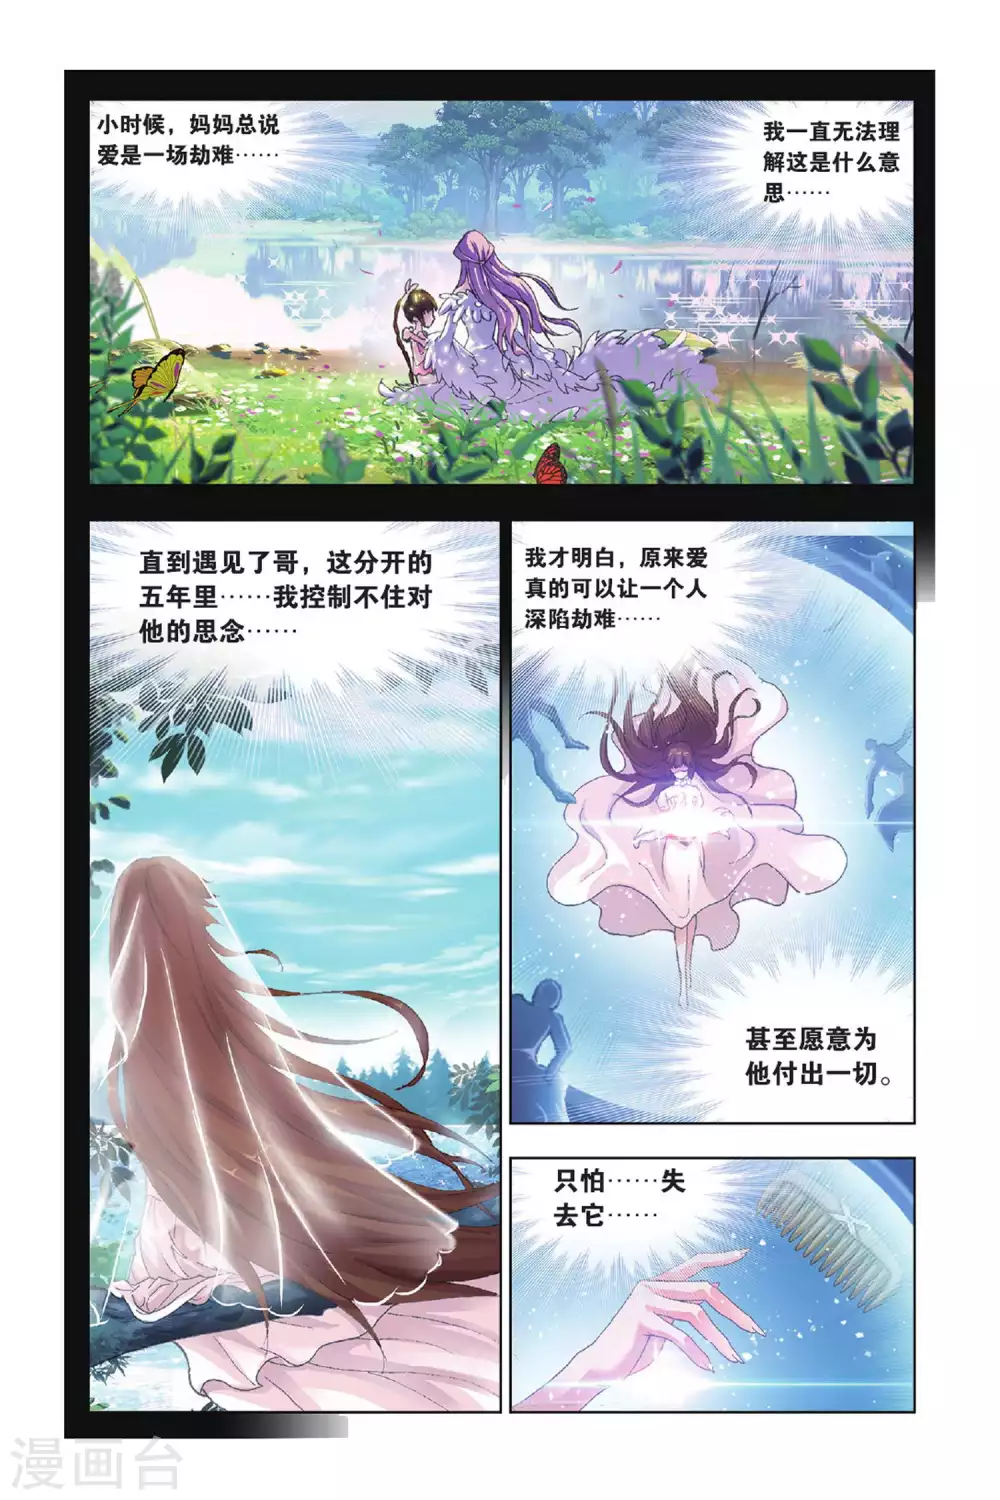 小时候，妈妈总说
爱是一场劫难……
我一直无法理
解这是什么意
思……
直到遇见了哥，这分开的
五年里……我控制不住对
他的思念……
我才明白，原来爱
真的可以让一个人
深陷劫难……
甚至愿意为
他付出一切。
只怕……失
去它……
漫画台